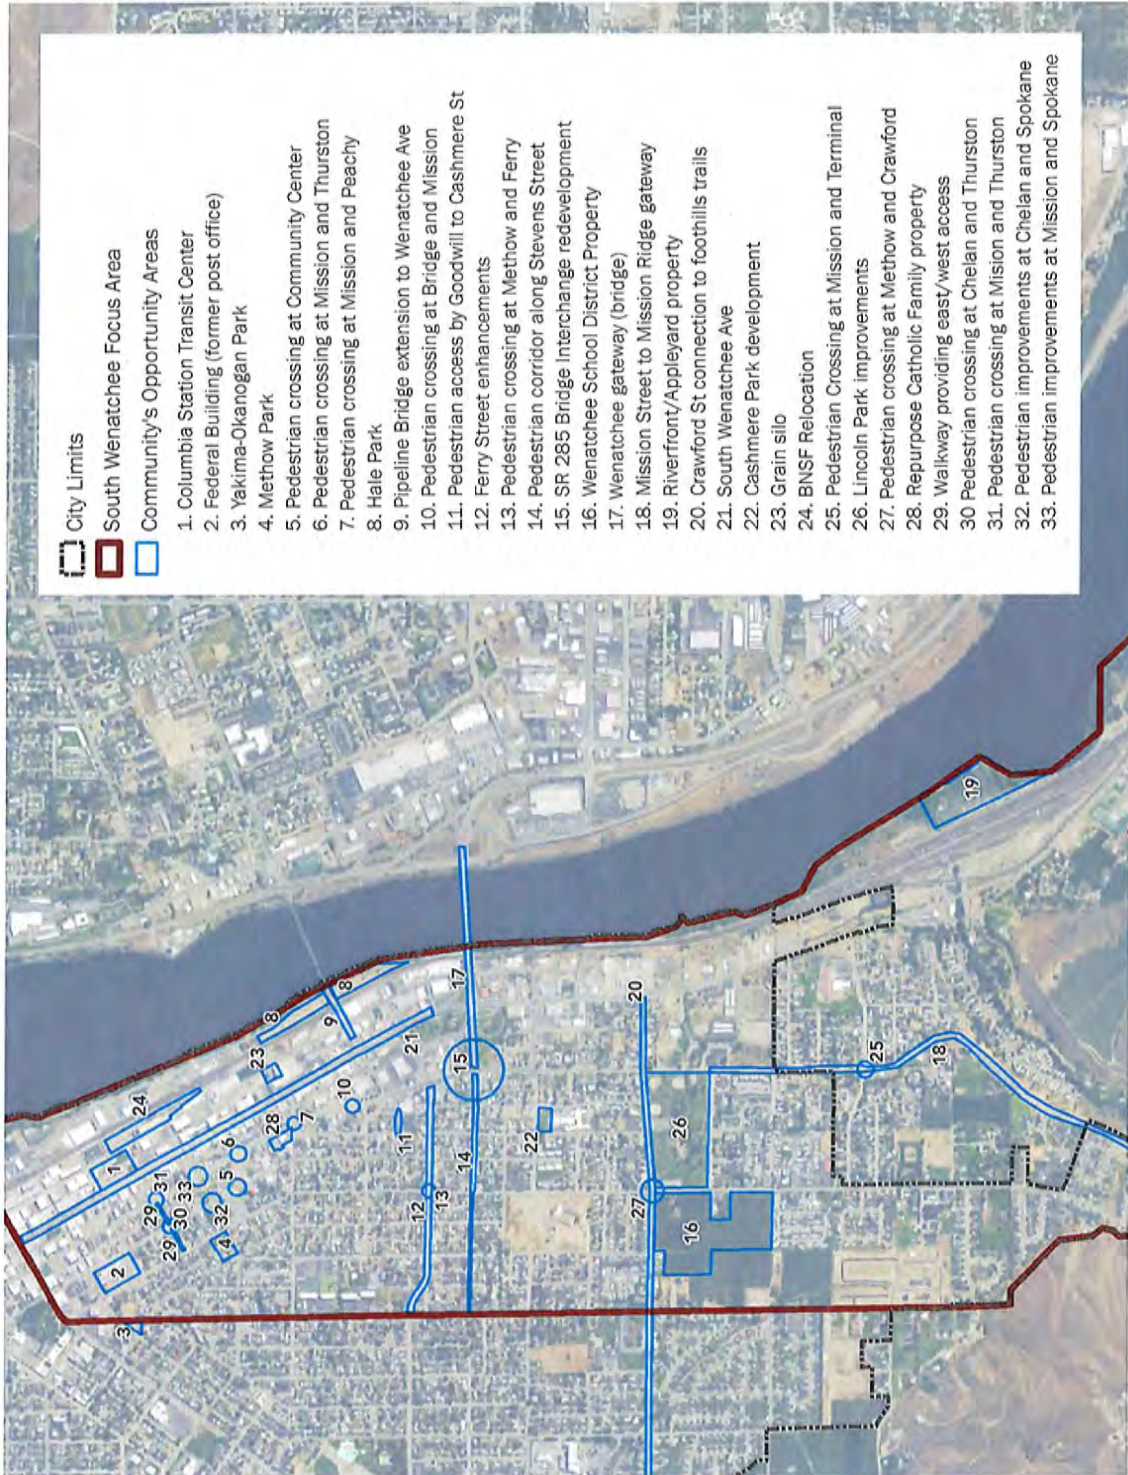 City Limits
South Wenatchee Focus Area
Community's Opportunity Areas
1. Columbia Station Transit Center
2. Federal Building (former post office)
3. Yakima-Okanogan Park
4. Methow Park
5. Pedestrian crossing at Community Center
6. Pedestrian crossing at Mission and Thurston
7. Pedestrian crossing at Mission and Peachy
8. Hale Park
9. Pipeline Bridge extension to Wenatchee Ave
10. Pedestrian crossing at Bridge and Mission
11. Pedestrian access by Goodwill to Cashmere St
12. Ferry Street enhancements
13. Pedestrian crossing at Methow and Ferry
14. Pedestrian corridor along Stevens Street
15. SR 285 Bridge Interchange redevelopment
16. Wenatchee School District Property
17. Wenatchee gateway (bridge)
18. Mission Street to Mission Ridge gateway
19. Riverfront/Appleyard property
20. Crawford St connection to foothills trails
21. South Wenatchee Ave
22. Cashmere Park development
23. Grain silo
24. BNSF Relocation
25. Pedestrian Crossing at Mission and Terminal
26. Lincoln Park improvements
27. Pedestrian crossing at Methow and Crawford
28. Repurpose Catholic Family property
29. Walkway providing east/west access
30 Pedestrian crossing at Chelan and Thurston
31. Pedestrian crossing at Mision and Thurston
32. Pedestrian improvements at Chelan and Spokane
33. Pedestrian improvements at Mission and Spokane
3
2
1
24
29
29
30
31
33
32
4
5
6
23
28
7
8
8
9
10
21
11
12
13
14
15
17
22
20
27
26
16
25
18
19